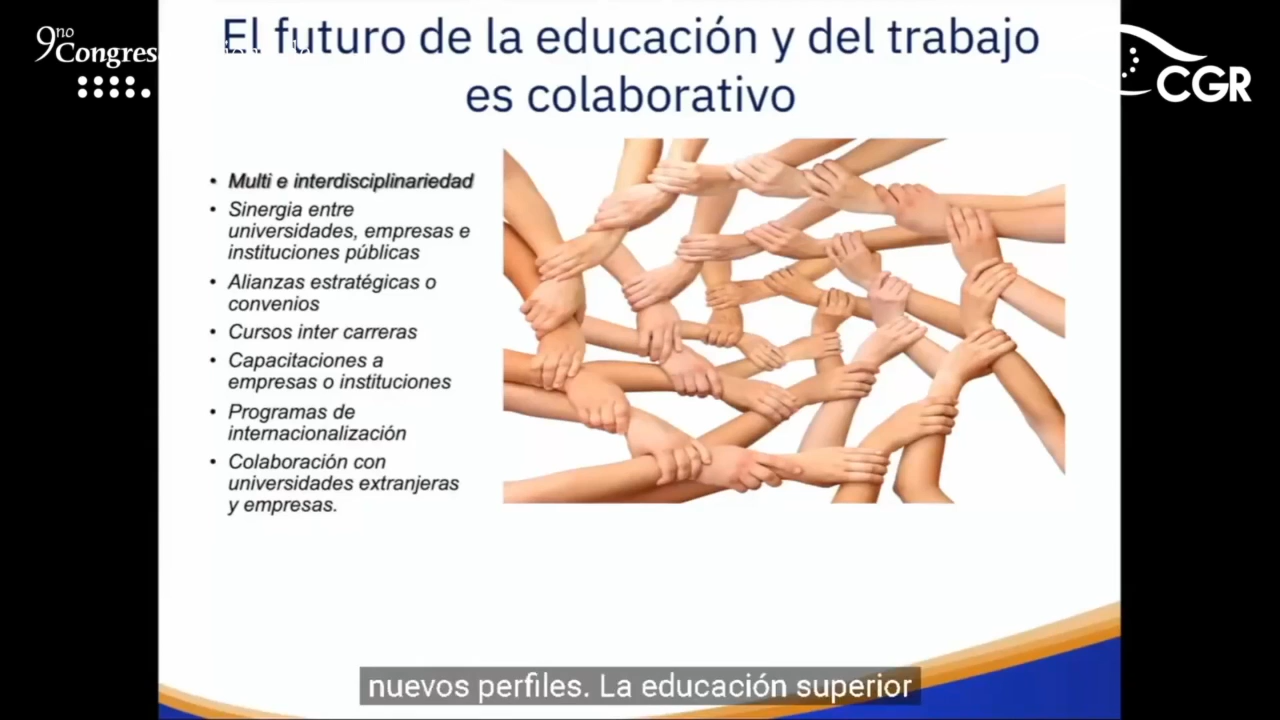 9no
Congres
CGR
El futuro de la educación y del trabajo
es colaborativo
• Multi e interdisciplinariedad
• Sinergia entre
universidades, empresas e
instituciones públicas
• Alianzas estratégicas o
convenios
• Cursos inter carreras
• Capacitaciones a
empresas o instituciones
• Programas de
internacionalización
• Colaboración con
universidades extranjeras
y empresas.
nuevos perfiles. La educación superior